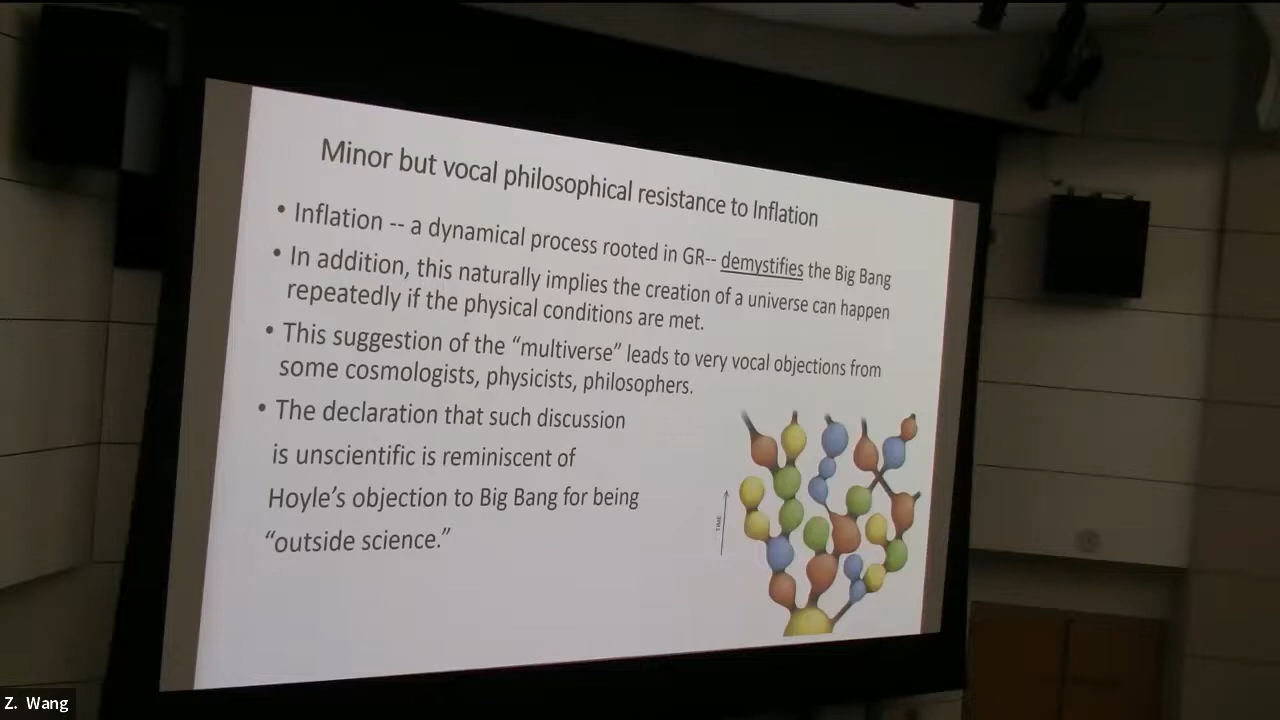 Minor but vocal philosophical resistance to Inflation
• Inflation -- a dynamical process rooted in GR-- demystifies the Big Bang
• In addition, this naturally implies the creation of a universe can happen
repeatedly if the physical conditions are met.
• This suggestion of the “multiverse” leads to very vocal objections from
some cosmologists, physicists, philosophers.
• The declaration that such discussion
is unscientific is reminiscent of
Hoyle’s objection to Big Bang for being
“outside science.”
TIME
Z. Wang